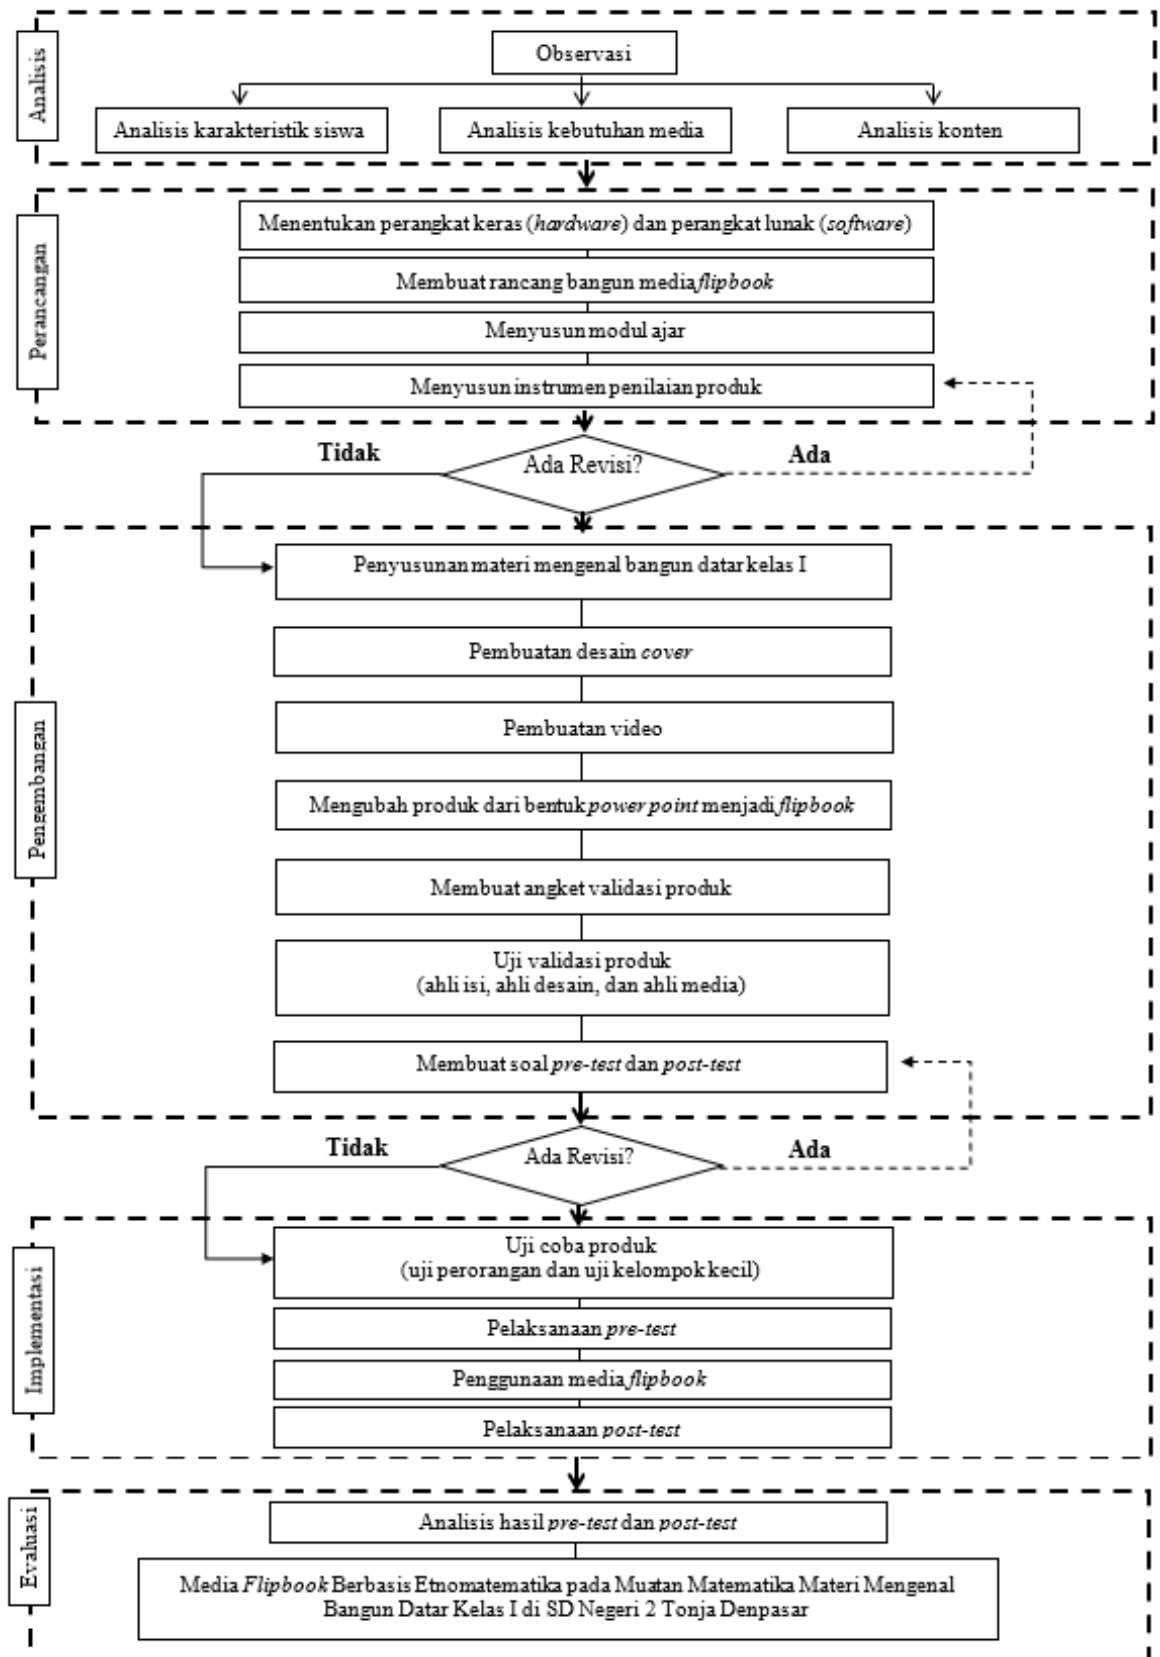 Analisis
Observasi
Analisis karakteristik siswa
Analisis kebutuhan media
Analisis konten
Perancangan
Menentukan perangkat keras (hardware) dan perangkat lunak (software)
Membuat rancang bangun media flipbook
Menyusun modul ajar
Menyusun instrumen penilaian produk
Tidak
Ada Revisi?
Ada
Pengembangan
Penyusunan materi mengenal bangun datar kelas I
Pembuatan desain cover
Pembuatan video
Mengubah produk dari bentuk power point menjadi flipbook
Membuat angket validasi produk
Uji validasi produk
(ahli isi, ahli desain, dan ahli media)
Membuat soal pre-test dan post-test
Tidak
Ada Revisi?
Ada
Implementasi
Uji coba produk
(uji perorangan dan uji kelompok kecil)
Pelaksanaan pre-test
Penggunaan media flipbook
Pelaksanaan post-test
Evaluasi
Analisis hasil pre-test dan post-test
Media Flipbook Berbasis Etnomatematika pada Muatan Matematika Materi Mengenal
Bangun Datar Kelas I di SD Negeri 2 Tonja Denpasar